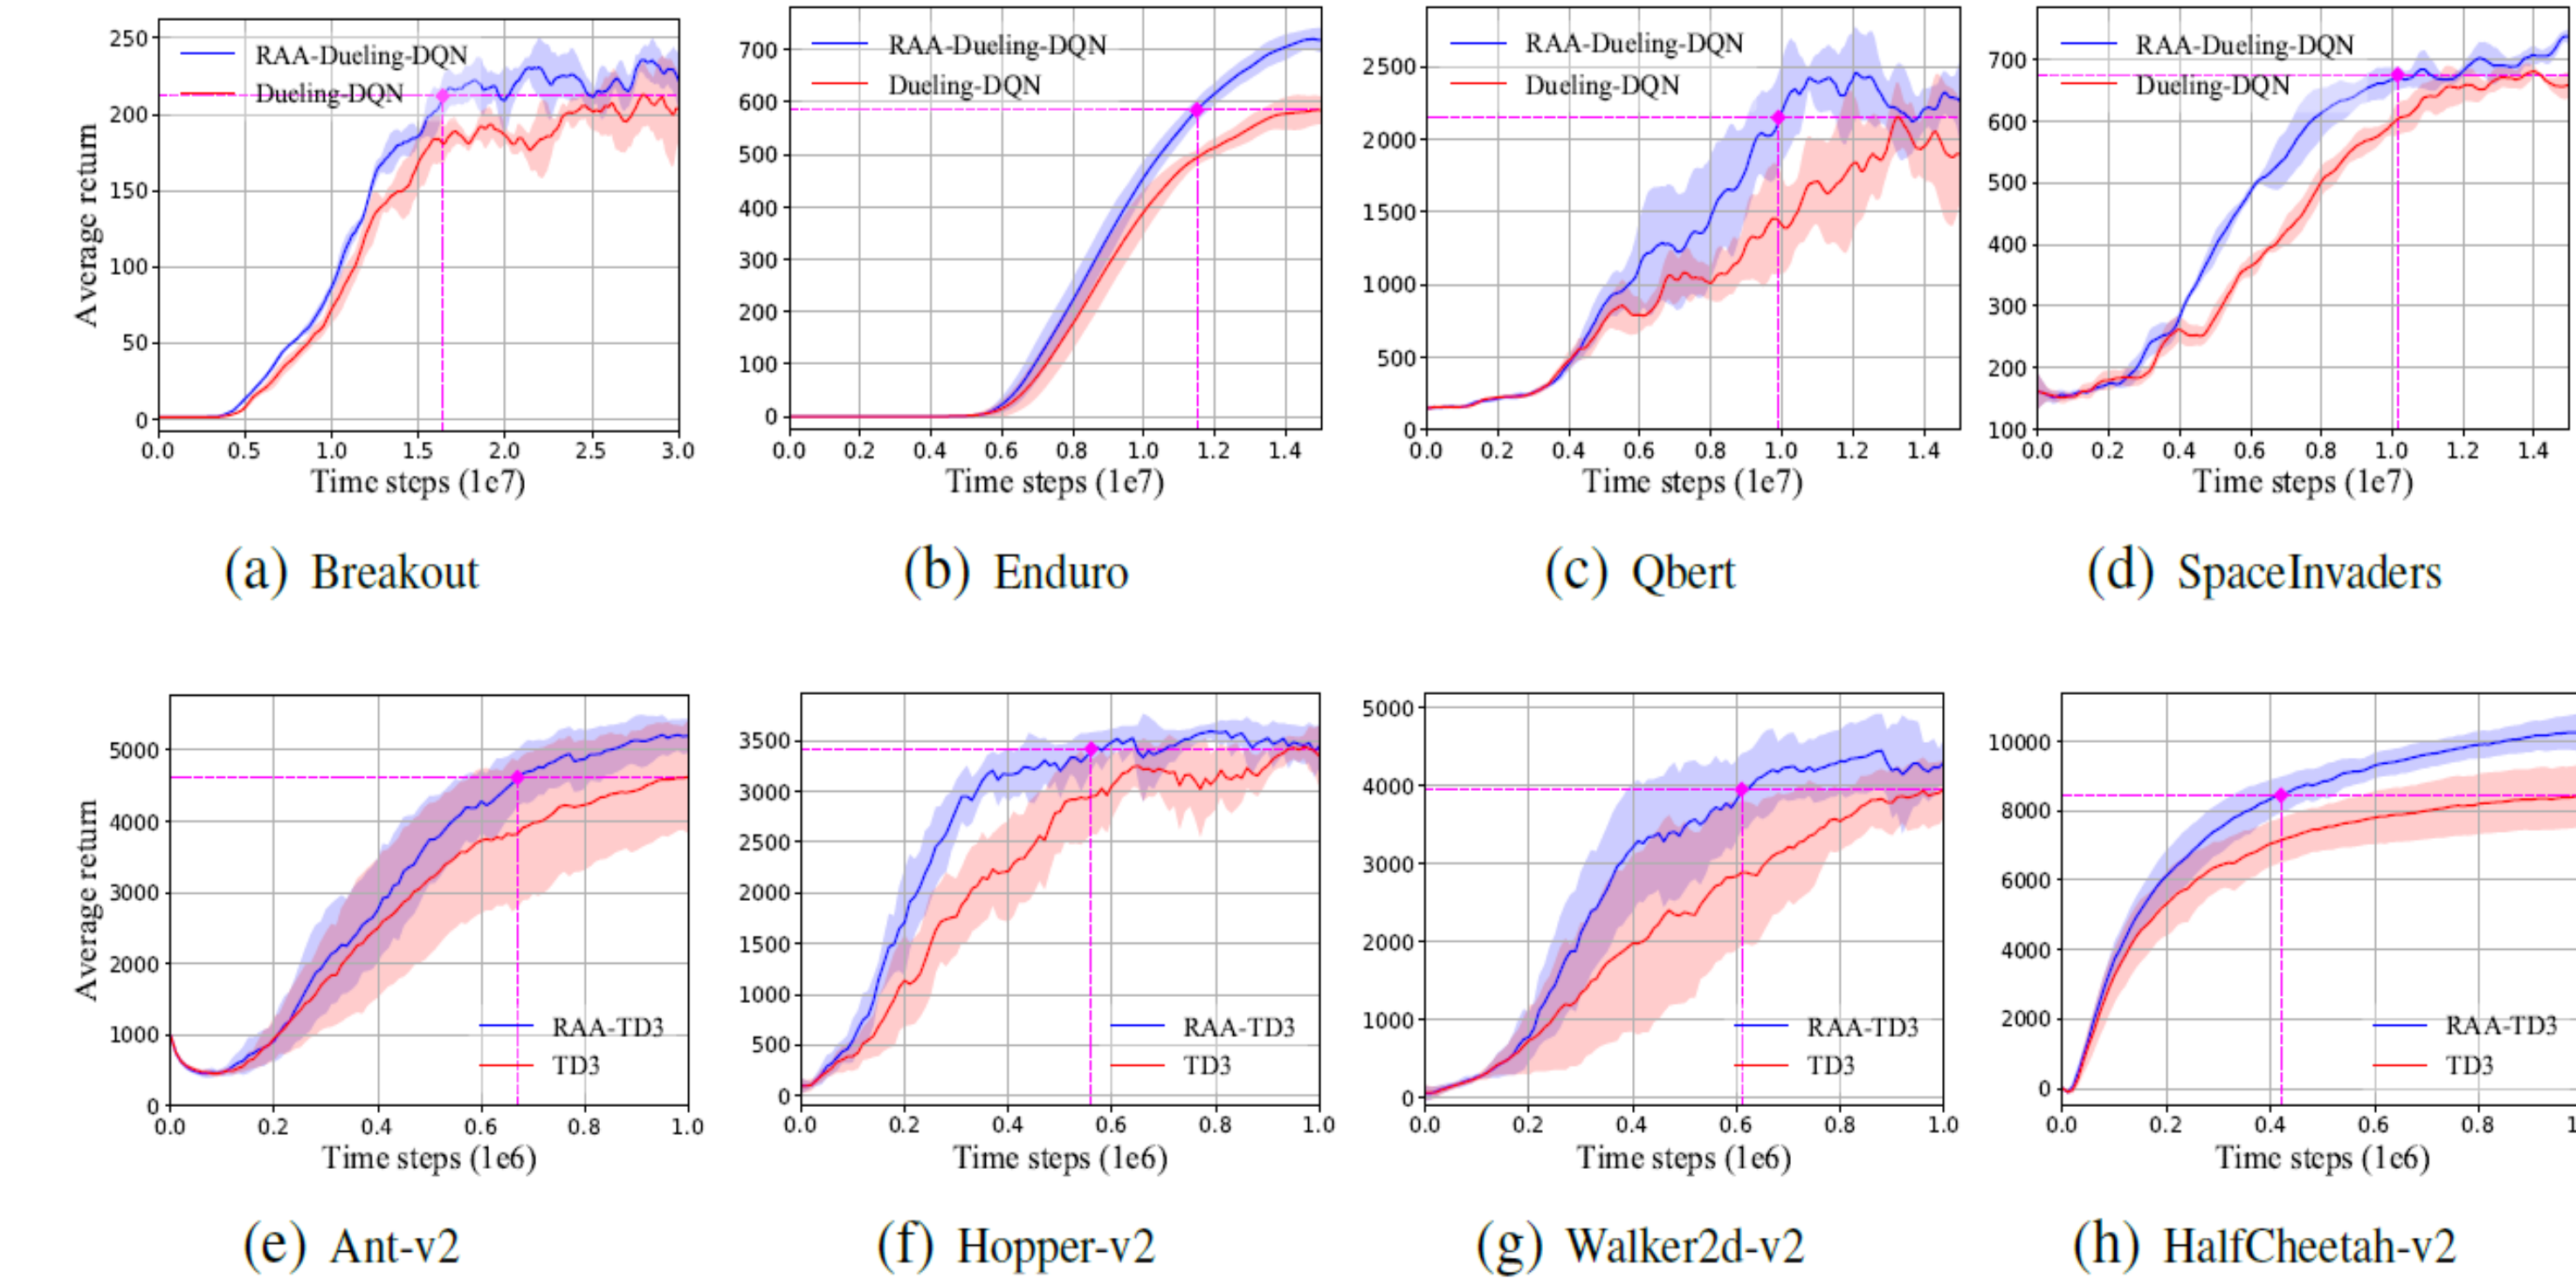 250
200
150
100
50
0
Average return
RAA-Dueling-DQN
Dueling-DQN
0.0 0.5 1.0 1.5 2.0 2.5 3.0
Time steps (1e7)
(a) Breakout
700
600
500
400
300
200
100
0
RAA-Dueling-DQN
Dueling-DQN
0.0 0.2 0.4 0.6 0.8 1.0 1.2 1.4
Time steps (1e7)
(b) Enduro
2500
2000
1500
1000
500
0
RAA-Dueling-DQN
Dueling-DQN
0.0 0.2 0.4 0.6 0.8 1.0 1.2 1.4
Time steps (1e7)
(c) Qbert
700
600
500
400
300
200
100
RAA-Dueling-DQN
Dueling-DQN
0.0 0.2 0.4 0.6 0.8 1.0 1.2 1.4
Time steps (1e7)
(d) SpaceInvaders
5000
4000
3000
2000
1000
0
Average return
RAA-TD3
TD3
0.0 0.2 0.4 0.6 0.8 1.0
Time steps (1e6)
(e) Ant-v2
3500
3000
2500
2000
1500
1000
500
0
RAA-TD3
TD3
0.0 0.2 0.4 0.6 0.8 1.0
Time steps (1e6)
(f) Hopper-v2
5000
4000
3000
2000
1000
0
RAA-TD3
TD3
0.0 0.2 0.4 0.6 0.8 1.0
Time steps (1e6)
(g) Walker2d-v2
10000
8000
6000
4000
2000
0
RAA-TD3
TD3
0.0 0.2 0.4 0.6 0.8
Time steps (1e6)
(h) HalfCheetah-v2